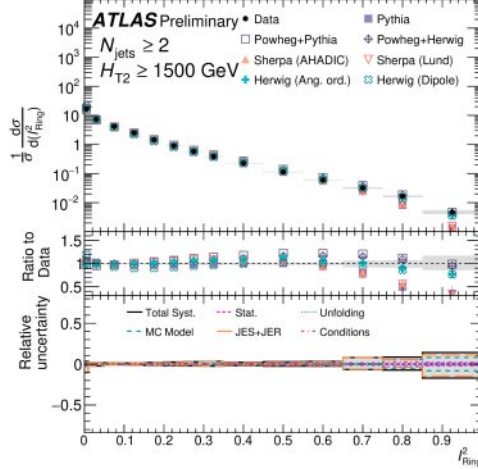 ATLAS Preliminary
N_jets ≥ 2
H_T2 ≥ 1500 GeV
Data
Pythia
Powheg+Pythia
Powheg+Herwig
Sherpa (AHADIC)
Sherpa (Lund)
Herwig (Ang. ord.)
Herwig (Dipole)
1/σ dσ/d(I²_Ring)
10⁴
10³
10²
10
1
10⁻¹
10⁻²
10⁻³
Ratio to Data
1.5
1
0.5
Relative uncertainty
Total Syst.
Stat.
Unfolding
MC Model
JES+JER
Conditions
0.5
0
−0.5
0 0.1 0.2 0.3 0.4 0.5 0.6 0.7 0.8 0.9
I²_Ring